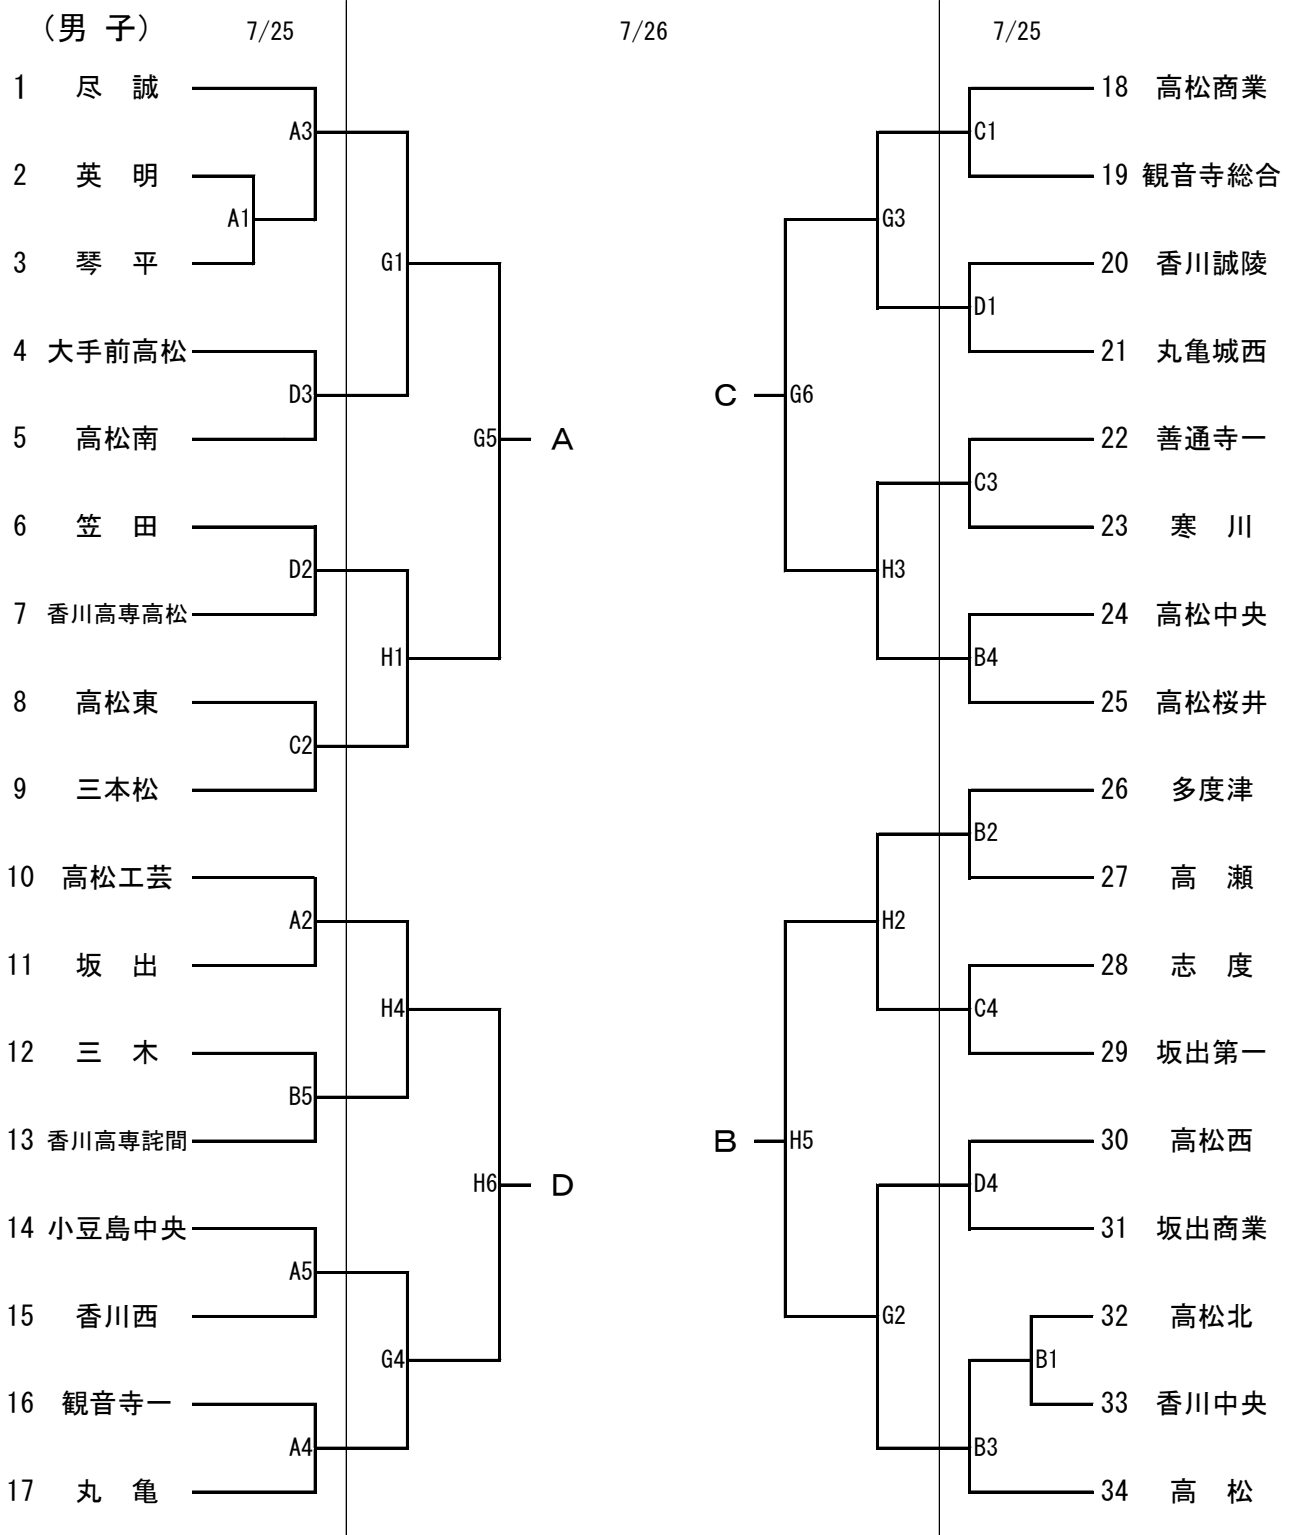 (男 子) 7/25 7/26 7/25
1 尽 誠
A3
2 英 明
A1
3 琴 平
G1
4 大手前高松
D3
5 高松南
G5 A
6 笠 田
D2
7 香川高専高松
H1
8 高松東
C2
9 三本松
10 高松工芸
A2
11 坂 出
H4
12 三 木
B5
13 香川高専詫間
H6 D
14 小豆島中央
A5
15 香川西
G4
16 観音寺一
A4
17 丸 亀
18 高松商業
C1
19 観音寺総合
G3
20 香川誠陵
D1
21 丸亀城西
C G6
22 善通寺一
C3
23 寒 川
H3
24 高松中央
B4
25 高松桜井
26 多度津
B2
27 高 瀬
H2
28 志 度
C4
29 坂出第一
B H5
30 高松西
D4
31 坂出商業
G2
32 高松北
B1
33 香川中央
B3
34 高 松